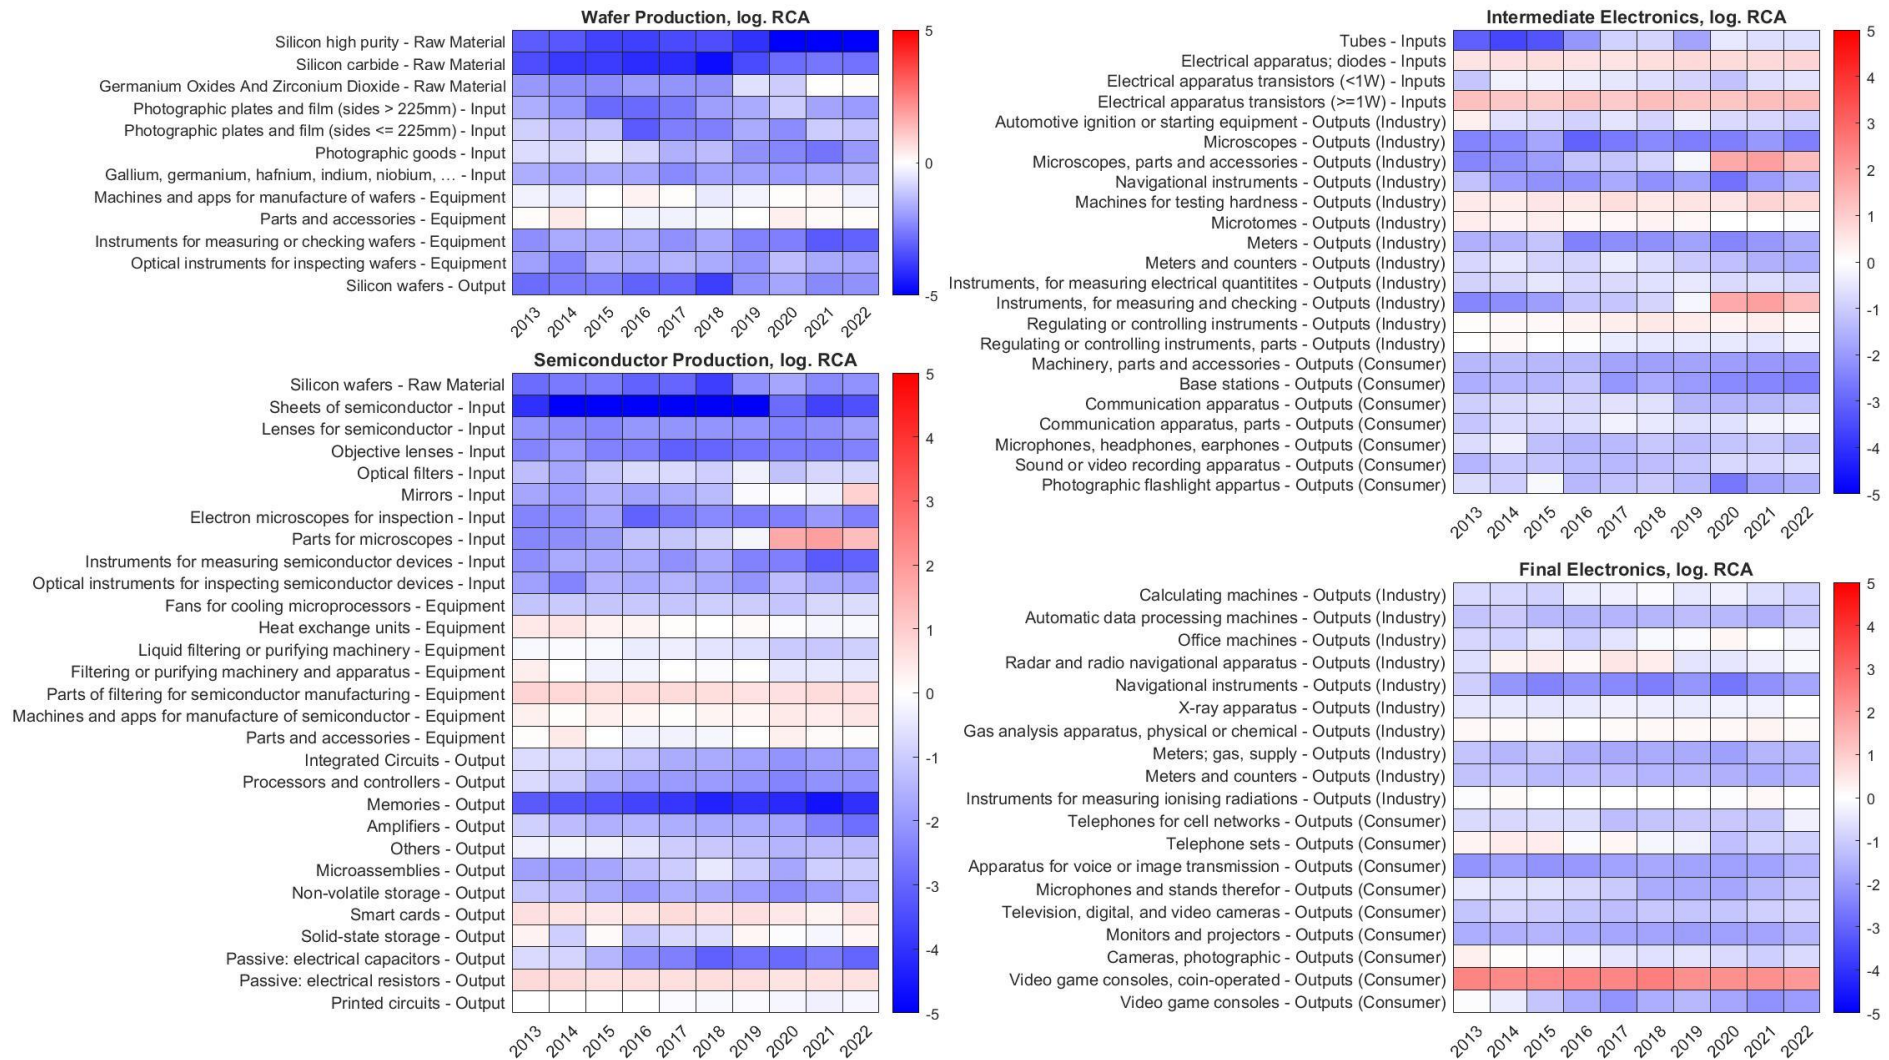 Wafer Production, log. RCA
Silicon high purity - Raw Material
Silicon carbide - Raw Material
Germanium Oxides And Zirconium Dioxide - Raw Material
Photographic plates and film (sides > 225mm) - Input
Photographic plates and film (sides <= 225mm) - Input
Photographic goods - Input
Gallium, germanium, hafnium, indium, niobium, … - Input
Machines and apps for manufacture of wafers - Equipment
Parts and accessories - Equipment
Instruments for measuring or checking wafers - Equipment
Optical instruments for inspecting wafers - Equipment
Silicon wafers - Output
2013 2014 2015 2016 2017 2018 2019 2020 2021 2022
5
0
-5
Semiconductor Production, log. RCA
Silicon wafers - Raw Material
Sheets of semiconductor - Input
Lenses for semiconductor - Input
Objective lenses - Input
Optical filters - Input
Mirrors - Input
Electron microscopes for inspection - Input
Parts for microscopes - Input
Instruments for measuring semiconductor devices - Input
Optical instruments for inspecting semiconductor devices - Input
Fans for cooling microprocessors - Equipment
Heat exchange units - Equipment
Liquid filtering or purifying machinery - Equipment
Filtering or purifying machinery and apparatus - Equipment
Parts of filtering for semiconductor manufacturing - Equipment
Machines and apps for manufacture of semiconductor - Equipment
Parts and accessories - Equipment
Integrated Circuits - Output
Processors and controllers - Output
Memories - Output
Amplifiers - Output
Others - Output
Microassemblies - Output
Non-volatile storage - Output
Smart cards - Output
Solid-state storage - Output
Passive: electrical capacitors - Output
Passive: electrical resistors - Output
Printed circuits - Output
2013 2014 2015 2016 2017 2018 2019 2020 2021 2022
5
4
3
2
1
0
-1
-2
-3
-4
-5
Intermediate Electronics, log. RCA
Tubes - Inputs
Electrical apparatus; diodes - Inputs
Electrical apparatus transistors (<1W) - Inputs
Electrical apparatus transistors (>=1W) - Inputs
Automotive ignition or starting equipment - Outputs (Industry)
Microscopes - Outputs (Industry)
Microscopes, parts and accessories - Outputs (Industry)
Navigational instruments - Outputs (Industry)
Machines for testing hardness - Outputs (Industry)
Microtomes - Outputs (Industry)
Meters - Outputs (Industry)
Meters and counters - Outputs (Industry)
Instruments, for measuring electrical quantitites - Outputs (Industry)
Instruments, for measuring and checking - Outputs (Industry)
Regulating or controlling instruments - Outputs (Industry)
Regulating or controlling instruments, parts - Outputs (Industry)
Machinery, parts and accessories - Outputs (Consumer)
Base stations - Outputs (Consumer)
Communication apparatus - Outputs (Consumer)
Communication apparatus, parts - Outputs (Consumer)
Microphones, headphones, earphones - Outputs (Consumer)
Sound or video recording apparatus - Outputs (Consumer)
Photographic flashlight appartus - Outputs (Consumer)
2013 2014 2015 2016 2017 2018 2019 2020 2021 2022
5
4
3
2
1
0
-1
-2
-3
-4
-5
Final Electronics, log. RCA
Calculating machines - Outputs (Industry)
Automatic data processing machines - Outputs (Industry)
Office machines - Outputs (Industry)
Radar and radio navigational apparatus - Outputs (Industry)
Navigational instruments - Outputs (Industry)
X-ray apparatus - Outputs (Industry)
Gas analysis apparatus, physical or chemical - Outputs (Industry)
Meters; gas, supply - Outputs (Industry)
Meters and counters - Outputs (Industry)
Instruments for measuring ionising radiations - Outputs (Industry)
Telephones for cell networks - Outputs (Consumer)
Telephone sets - Outputs (Consumer)
Apparatus for voice or image transmission - Outputs (Consumer)
Microphones and stands therefor - Outputs (Consumer)
Television, digital, and video cameras - Outputs (Consumer)
Monitors and projectors - Outputs (Consumer)
Cameras, photographic - Outputs (Consumer)
Video game consoles, coin-operated - Outputs (Consumer)
Video game consoles - Outputs (Consumer)
2013 2014 2015 2016 2017 2018 2019 2020 2021 2022
5
4
3
2
1
0
-1
-2
-3
-4
-5